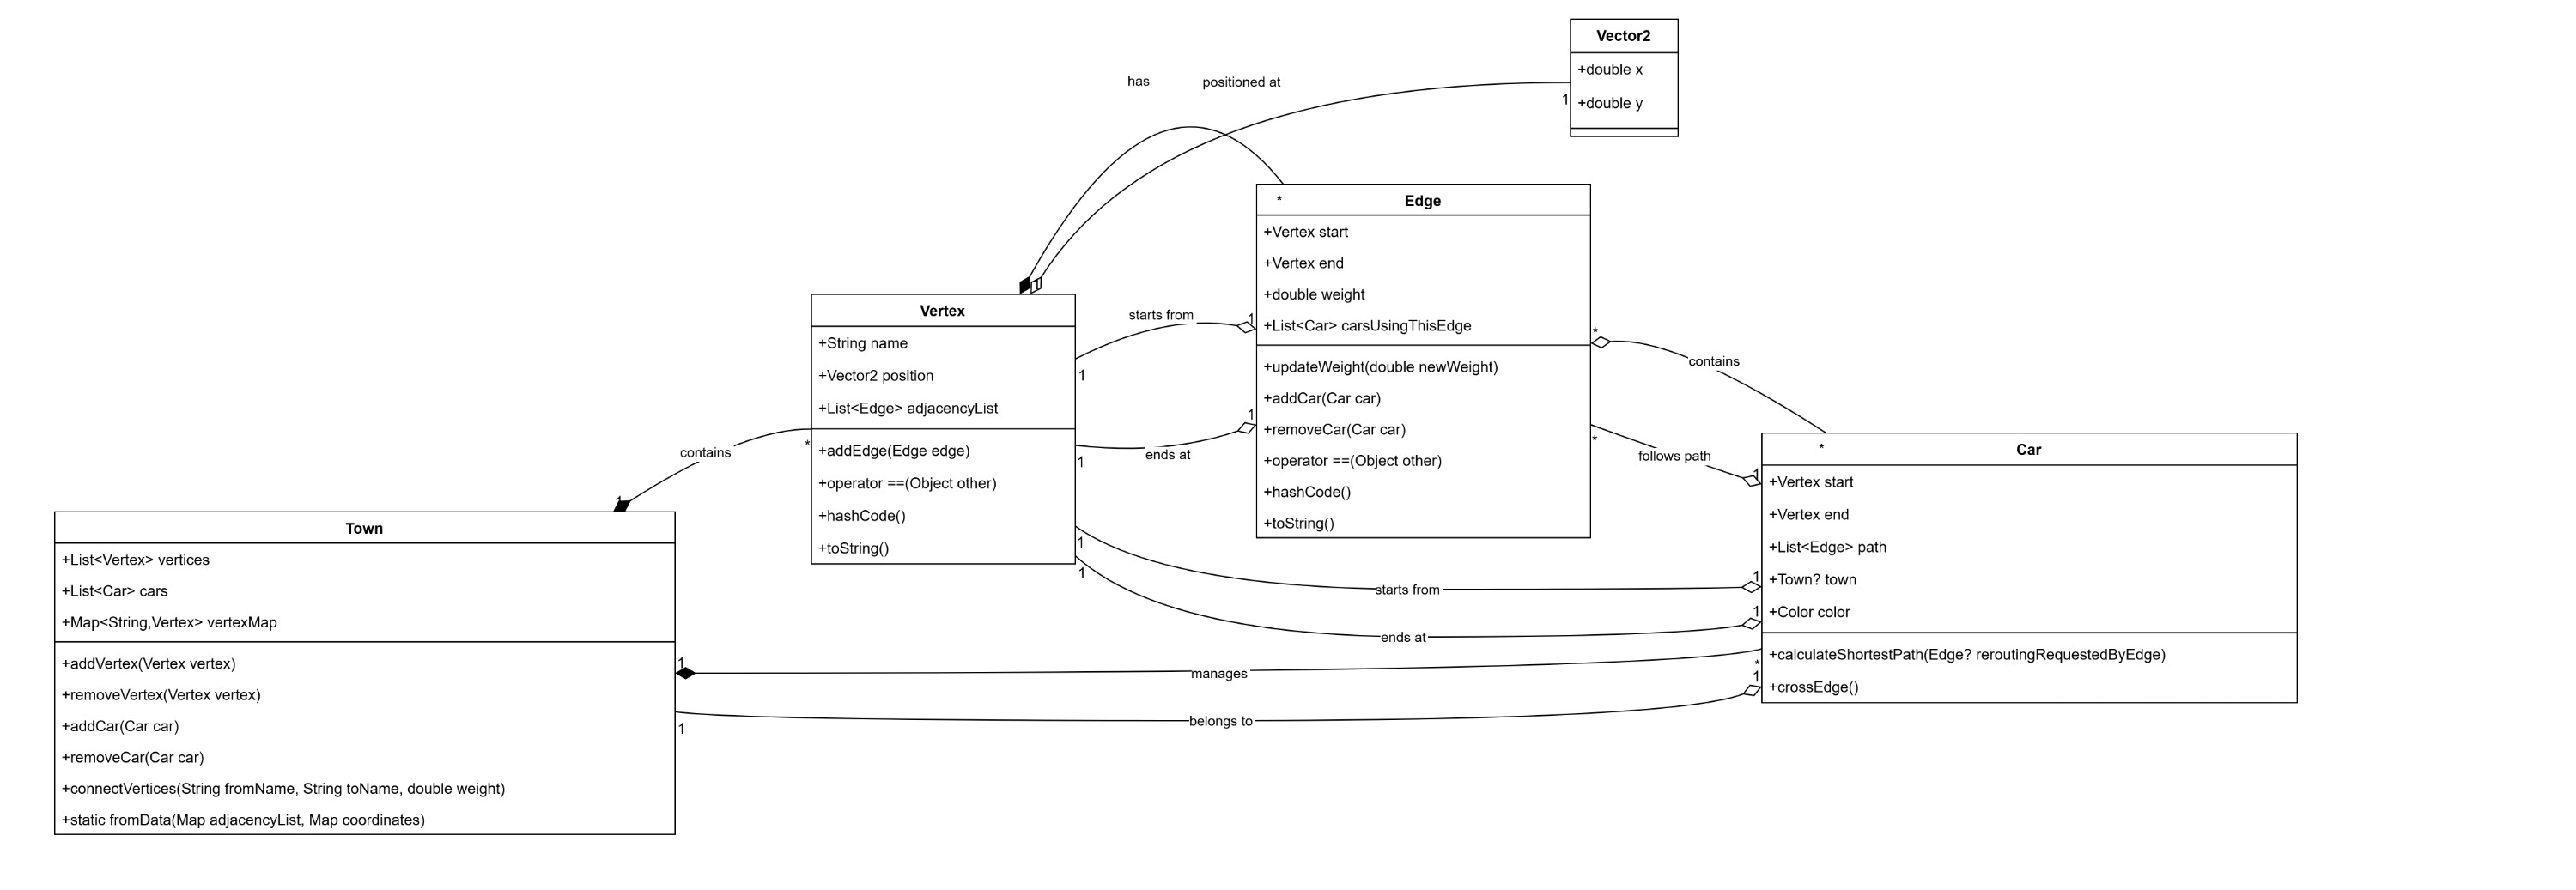 Vector2
+double x
+double y
has
positioned at
1
*
Edge
+Vertex start
+Vertex end
+double weight
+List<Car> carsUsingThisEdge
+updateWeight(double newWeight)
+addCar(Car car)
+removeCar(Car car)
+operator ==(Object other)
+hashCode()
+toString()
Vertex
+String name
+Vector2 position
+List<Edge> adjacencyList
+addEdge(Edge edge)
+operator ==(Object other)
+hashCode()
+toString()
starts from
1
1
ends at
1
1
*
contains
*
follows path
1
*
contains
1
Car
*
+Vertex start
+Vertex end
+List<Edge> path
+Town? town
+Color color
+calculateShortestPath(Edge? reroutingRequestedByEdge)
+crossEdge()
1
starts from
1
1
ends at
1
1
manages
*
1
belongs to
1
Town
+List<Vertex> vertices
+List<Car> cars
+Map<String,Vertex> vertexMap
+addVertex(Vertex vertex)
+removeVertex(Vertex vertex)
+addCar(Car car)
+removeCar(Car car)
+connectVertices(String fromName, String toName, double weight)
+static fromData(Map adjacencyList, Map coordinates)